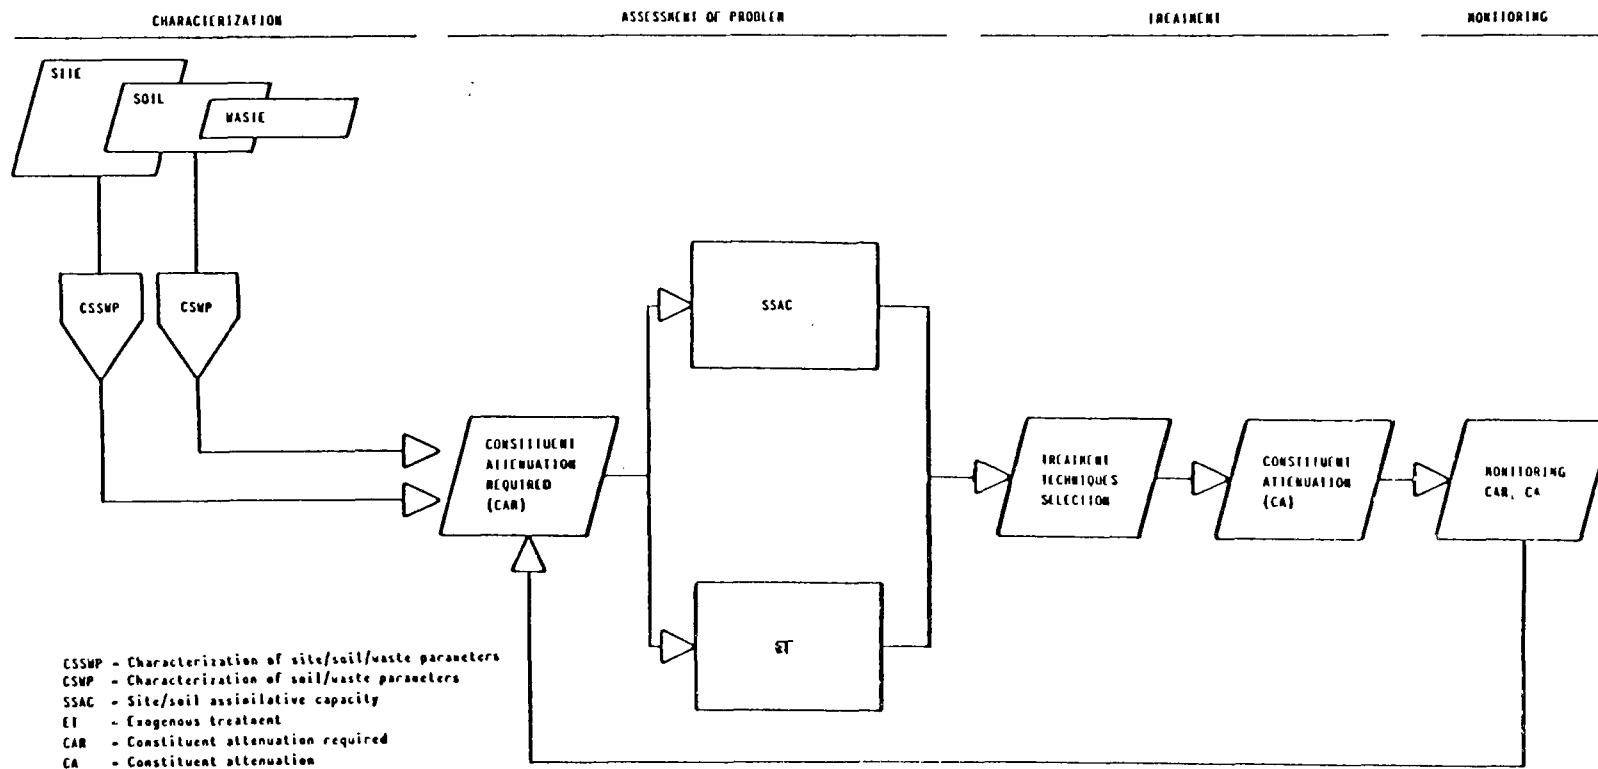 CHARACTERIZATION
ASSESSMENT OF PROBLEM
TREATMENT
MONITORING
SITE
SOIL
WASTE
CSSWP
CSWP
SSAC
CONSTITUENT
ATTENUATION
REQUIRED
(CAR)
TREATMENT
TECHNIQUES
SELECTION
CONSTITUENT
ATTENUATION
(CA)
MONITORING
CAR, CA
ET
CSSWP - Characterization of site/soil/waste parameters
CSWP - Characterization of soil/waste parameters
SSAC - Site/soil assimilative capacity
ET - Exogenous treatment
CAR - Constituent attenuation required
CA - Constituent attenuation